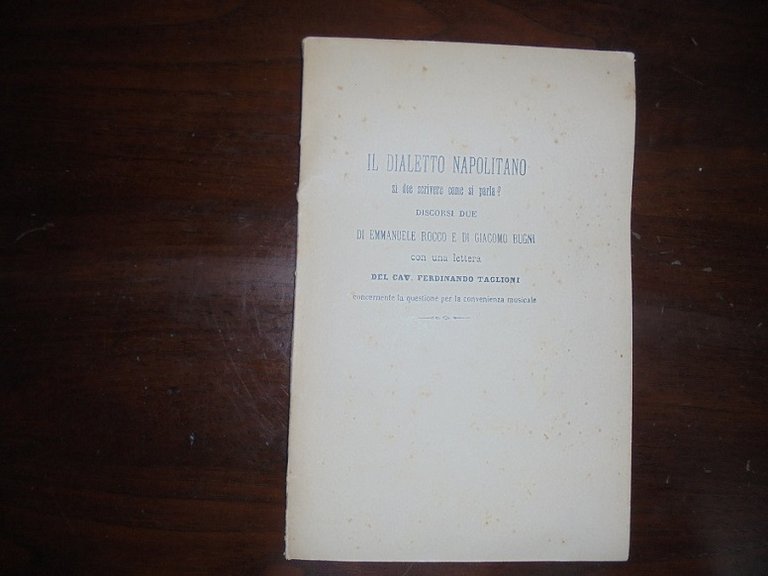 IL DIALETTO NAPOLITANO
si dee scrivere come si parla?
DISCORSI DUE
DI EMMANUELE ROCCO E DI GIACOMO BUGNI
con una lettera
DEL CAV. FERDINANDO TAGLIONI
concernente la questione per la convenienza musicale